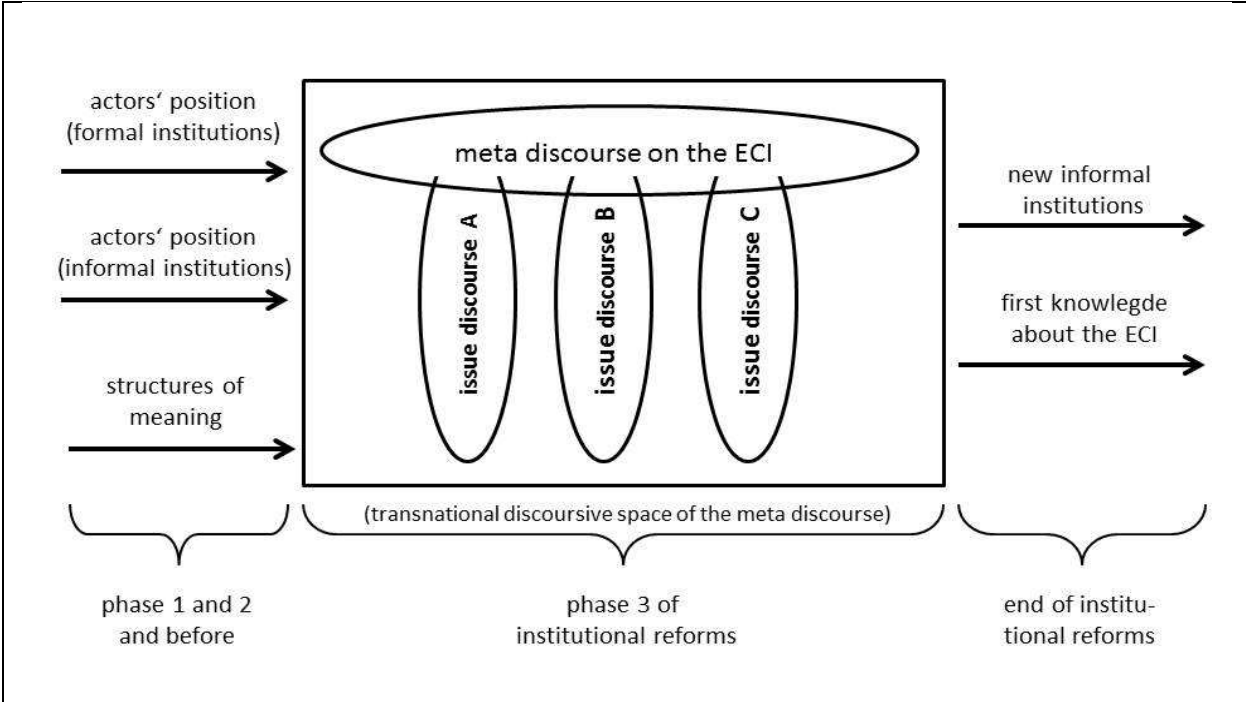 actors‘ position
(formal institutions)
actors‘ position
(informal institutions)
structures of
meaning
meta discourse on the ECI
issue discourse A
issue discourse B
issue discourse C
new informal
institutions
first knowlegde
about the ECI
(transnational discoursive space of the meta discourse)
phase 1 and 2
and before
phase 3 of
institutional reforms
end of institu-
tional reforms